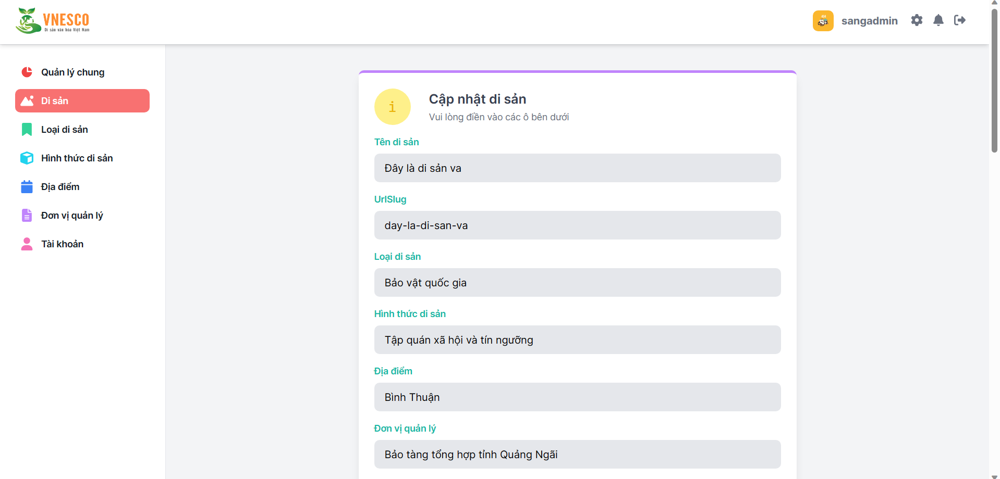 VNESCO
Di sản văn hóa Việt Nam
sangadmin
Quản lý chung
Di sản
Loại di sản
Hình thức di sản
Địa điểm
Đơn vị quản lý
Tài khoản
i
Cập nhật di sản
Vui lòng điền vào các ô bên dưới
Tên di sản
Đây là di sản va
UrlSlug
day-la-di-san-va
Loại di sản
Bảo vật quốc gia
Hình thức di sản
Tập quán xã hội và tín ngưỡng
Địa điểm
Bình Thuận
Đơn vị quản lý
Bảo tàng tổng hợp tỉnh Quảng Ngãi